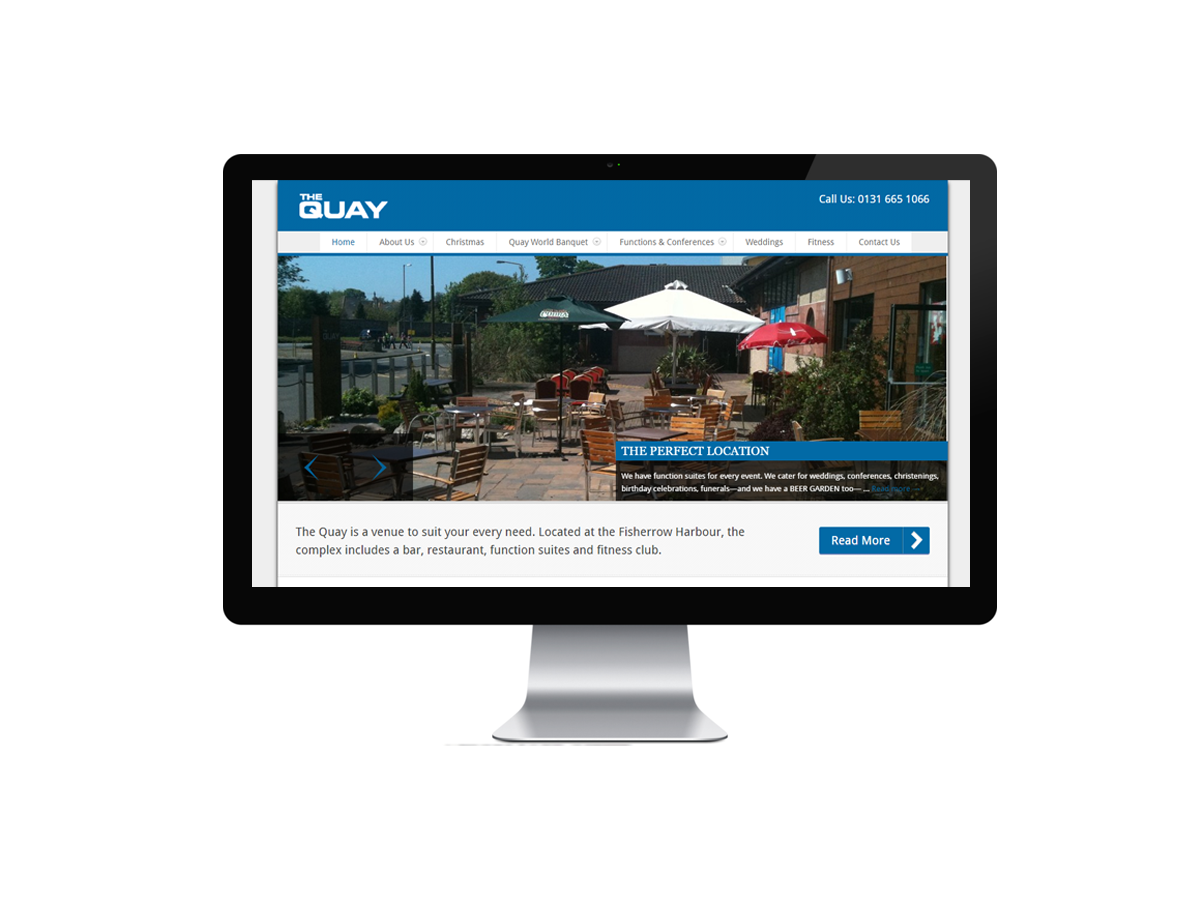 THE
QUAY
Call Us: 0131 665 1066
Home About Us Christmas Quay World Banquet Functions & Conferences Weddings Fitness Contact Us
THE PERFECT LOCATION
We have function suites for every event. We cater for weddings, conferences, christenings,
birthday celebrations, funerals—and we have a BEER GARDEN too— ... Read more
The Quay is a venue to suit your every need. Located at the Fisherrow Harbour, the
complex includes a bar, restaurant, function suites and fitness club.
Read More